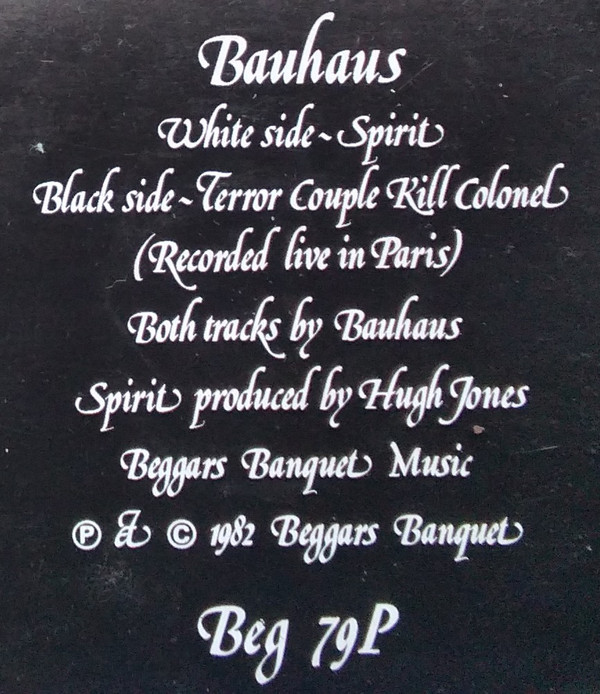 Bauhaus
White side ~ Spirit
Black side ~ Terror Couple Kill Colonel
(Recorded live in Paris)
Both tracks by Bauhaus
Spirit produced by Hugh Jones
Beggars Banquet Music
℗ & © 1982 Beggars Banquet
Beg 79P